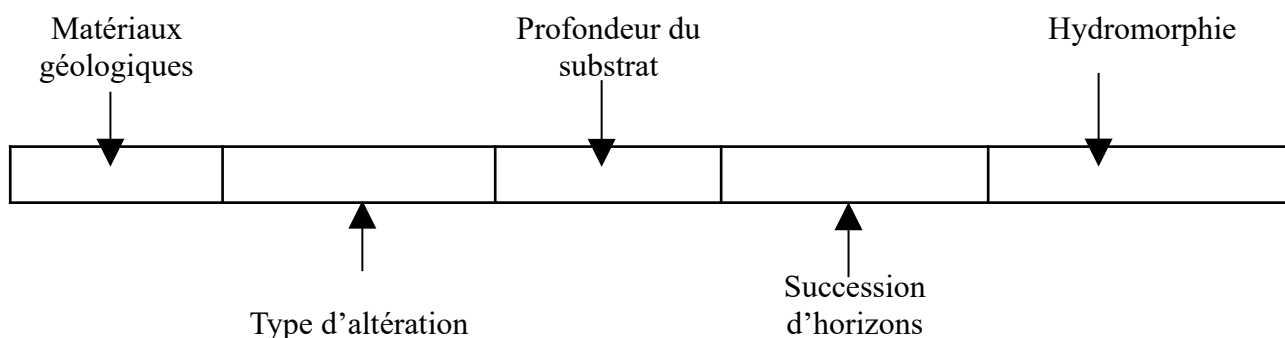 Matériaux
géologiques
Profondeur du
substrat
Hydromorphie
Type d’altération
Succession
d’horizons